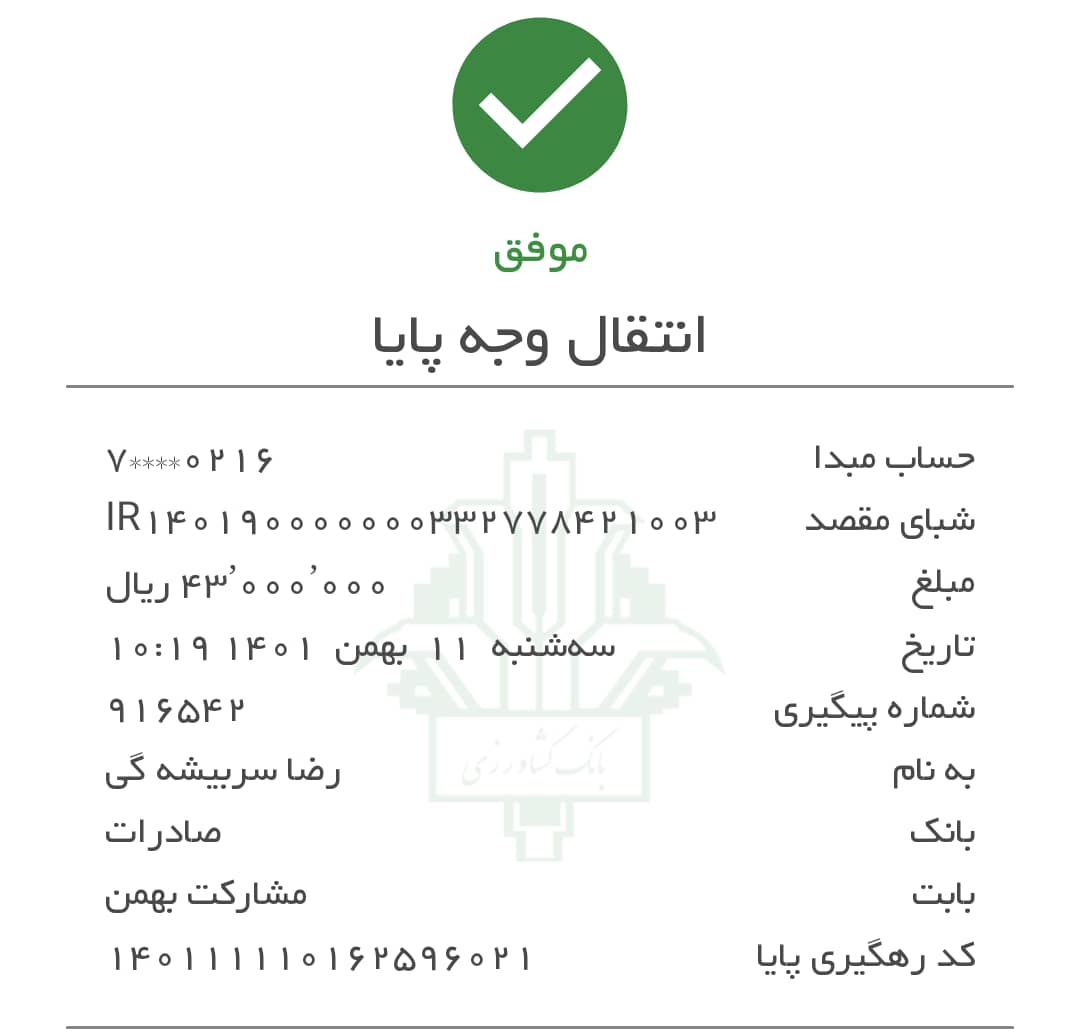 موفق
انتقال وجه پایا
حساب مبدا ۷****۰۲۱۶
شبای مقصد IR۱۴۰۱۹۰۰۰۰۰۰۰۳۳۲۷۷۸۴۲۱۰۰۳
مبلغ ۴۳٬۰۰۰٬۰۰۰ ریال
تاریخ سه‌شنبه ۱۱ بهمن ۱۴۰۱ ۱۰:۱۹
شماره پیگیری ۹۱۶۵۴۲
به نام رضا سربیشه گی
بانک صادرات
بابت مشارکت بهمن
بانک کشاورزی
کد رهگیری پایا ۱۴۰۱۱۱۱۱۰۱۶۲۵۹۶۰۲۱